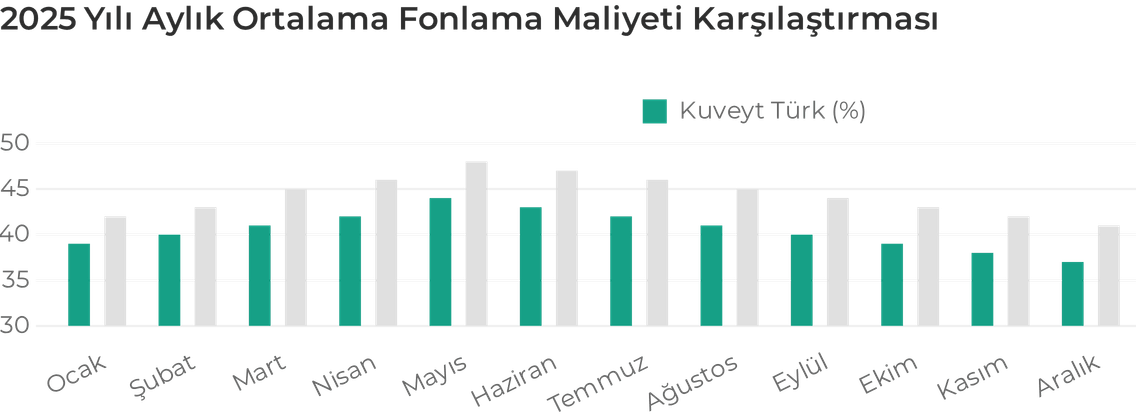 2025 Yılı Aylık Ortalama Fonlama Maliyeti Karşılaştırması
Kuveyt Türk (%)
50
45
40
35
30
Ocak
Şubat
Mart
Nisan
Mayıs
Haziran
Temmuz
Ağustos
Eylül
Ekim
Kasım
Aralık